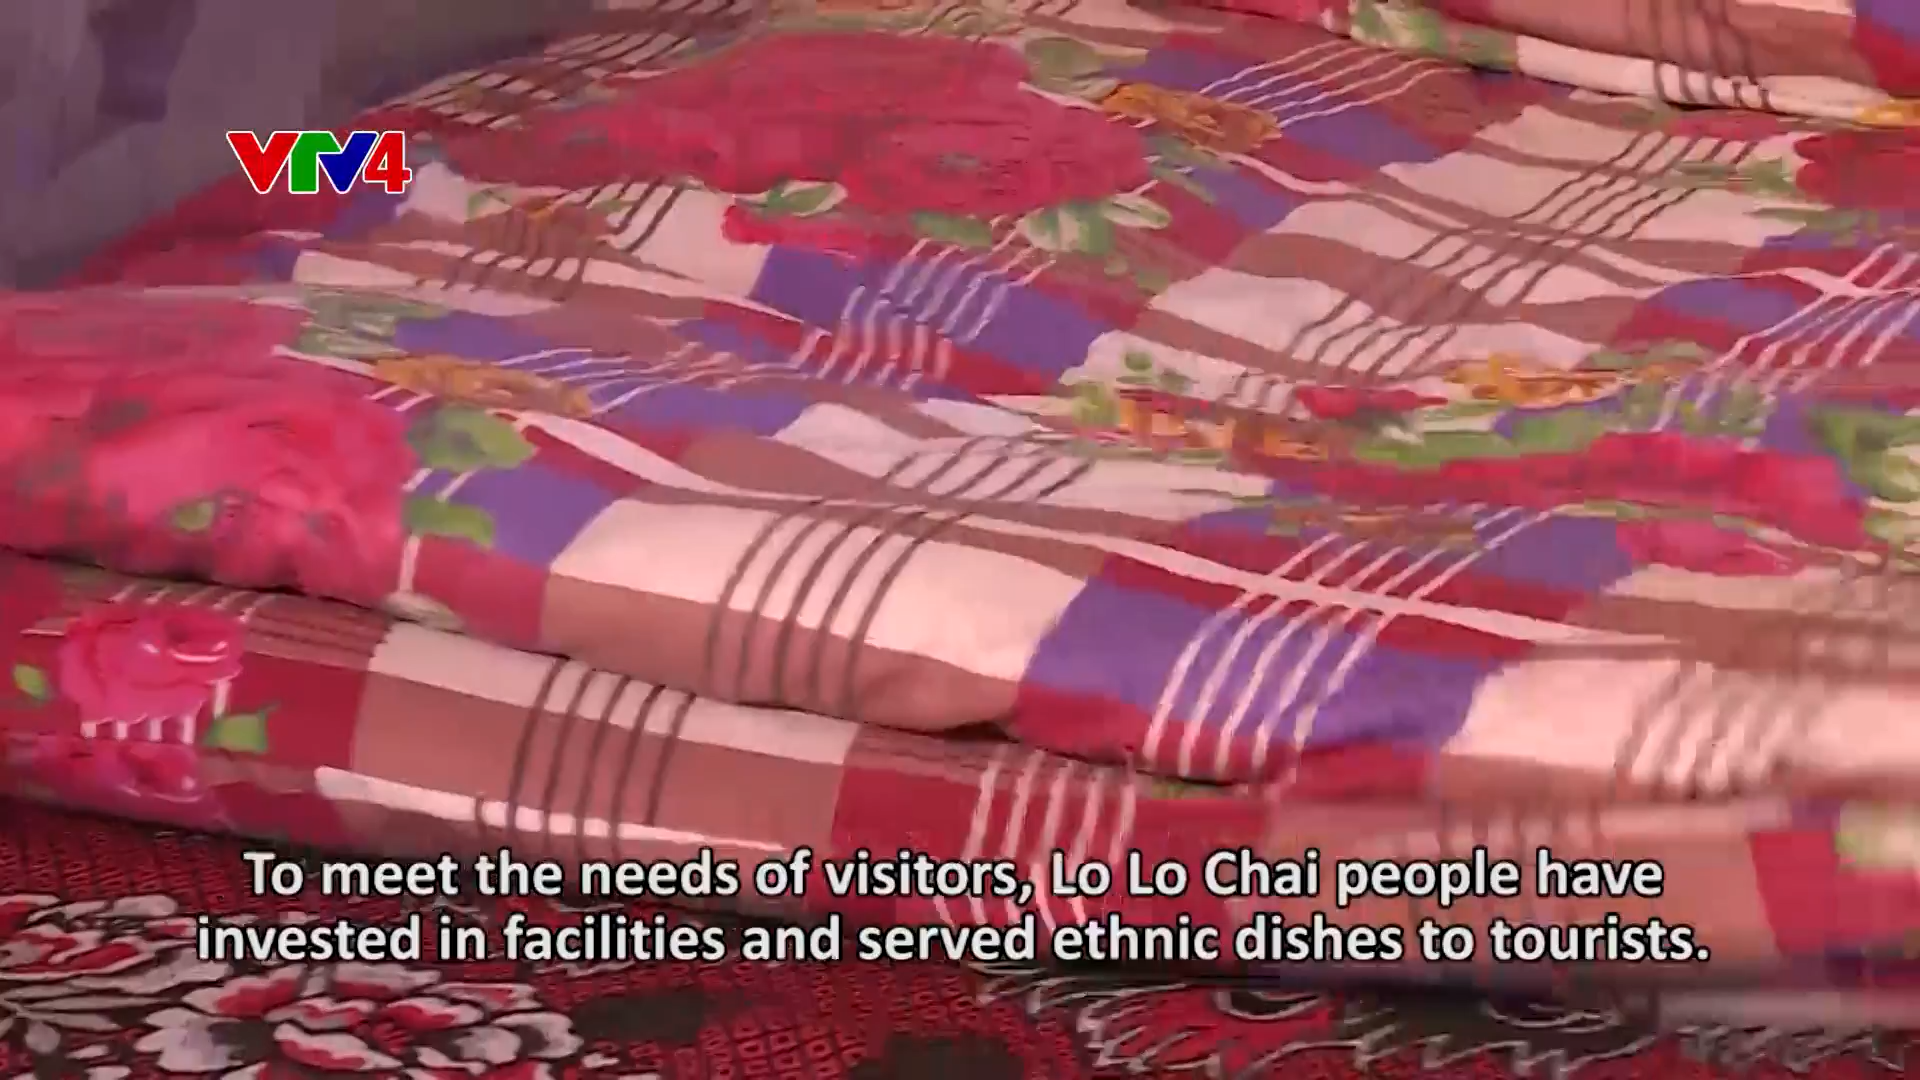 VTV4
To meet the needs of visitors, Lo Lo Chai people have
invested in facilities and served ethnic dishes to tourists.